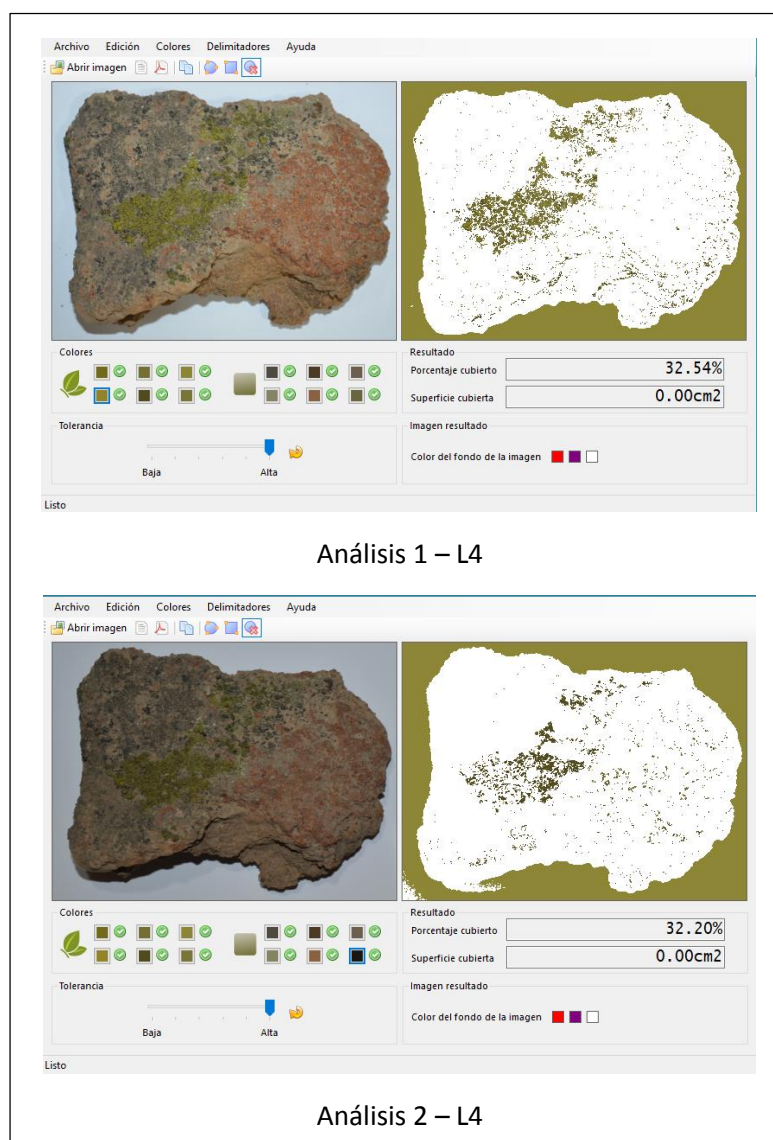 Archivo Edición Colores Delimitadores Ayuda
Abrir imagen
Colores
Resultado
Porcentaje cubierto 32.54%
Superficie cubierta 0.00cm2
Tolerancia
Baja Alta
Imagen resultado
Color del fondo de la imagen
Listo
Análisis 1 – L4
Archivo Edición Colores Delimitadores Ayuda
Abrir imagen
Colores
Resultado
Porcentaje cubierto 32.20%
Superficie cubierta 0.00cm2
Tolerancia
Baja Alta
Imagen resultado
Color del fondo de la imagen
Listo
Análisis 2 – L4